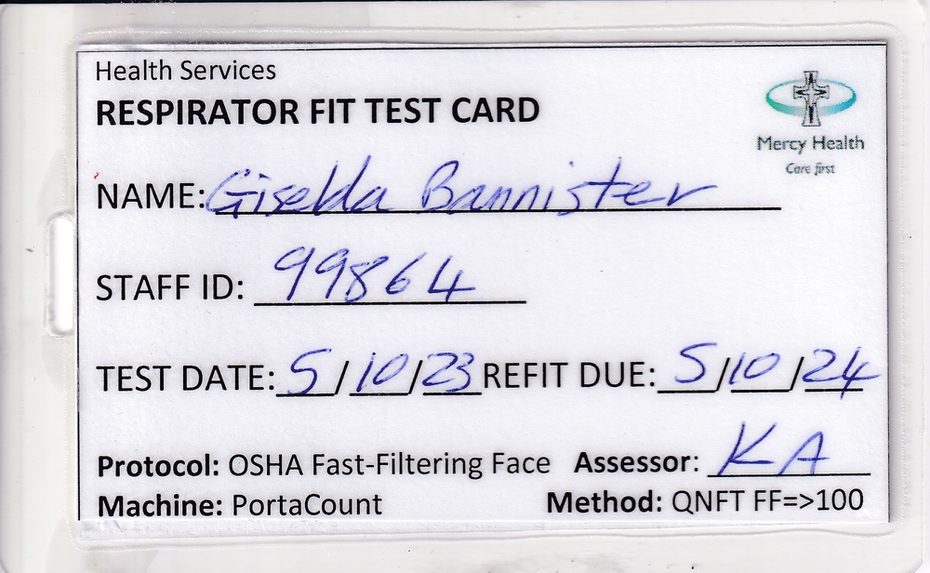 Health Services
RESPIRATOR FIT TEST CARD
Mercy Health
Care first
NAME: Giselda Bannister
STAFF ID: 99864
TEST DATE: 5/10/23 REFIT DUE: 5/10/24
Protocol: OSHA Fast-Filtering Face Assessor: KA
Machine: PortaCount Method: QNFT FF=>100